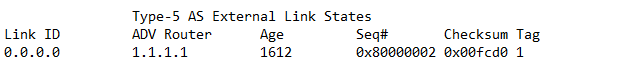 Type-5 AS External Link States
Link ID ADV Router Age Seq# Checksum Tag
0.0.0.0 1.1.1.1 1612 0x80000002 0x00fcd0 1